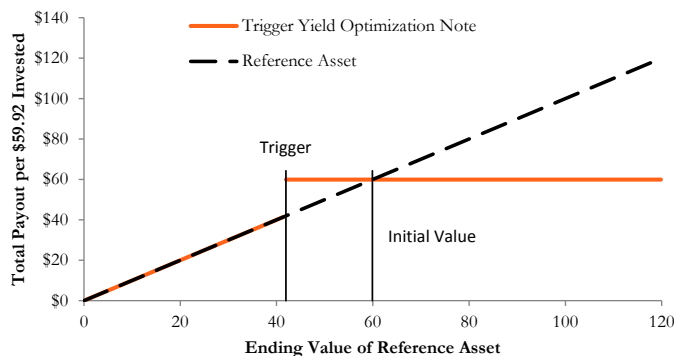 $140
$120
$100
$80
$60
$40
$20
$0
Total Payout per $59.92 Invested
Trigger Yield Optimization Note
Reference Asset
Trigger
Initial Value
0 20 40 60 80 100 120
Ending Value of Reference Asset